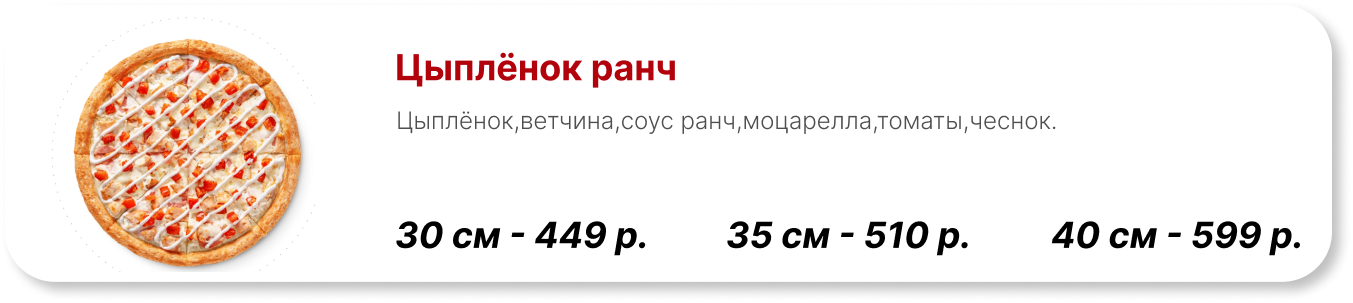 Цыплёнок ранч
Цыплёнок,ветчина,соус ранч,моцарелла,томаты,чеснок.
30 см - 449 р. 35 см - 510 р. 40 см - 599 р.